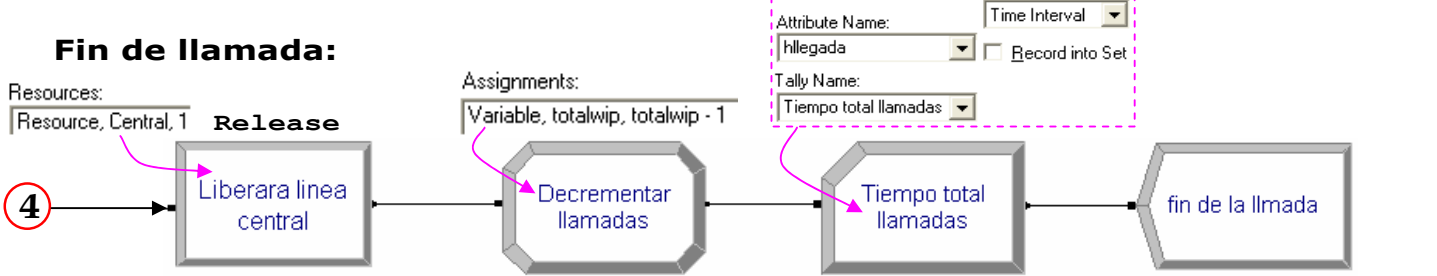 Fin de llamada:
Resources:
Resource, Central, 1
Release
Assignments:
Variable, totalwip, totalwip - 1
Attribute Name:
Time Interval
hllegada
Record into Set
Tally Name:
Tiempo total llamadas
4
Liberara linea
central
Decrementar
llamadas
Tiempo total
llamadas
fin de la llmada